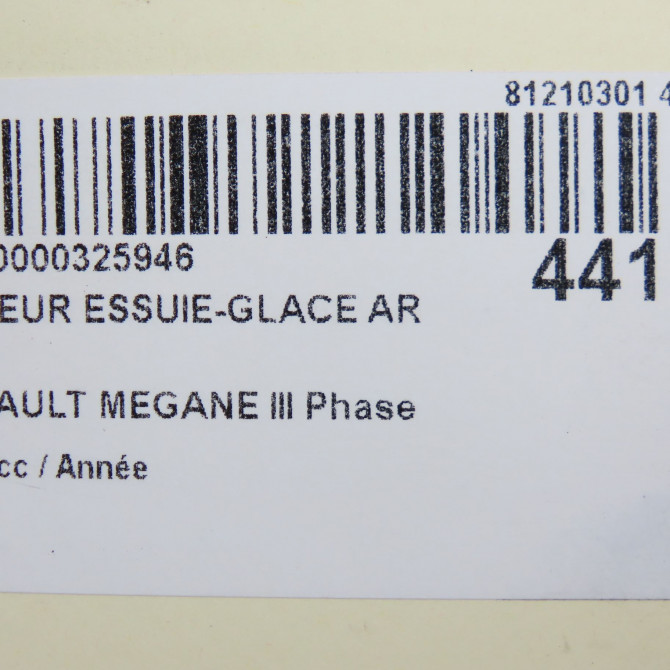 81210301 4
0000325946
441
EUR ESSUIE-GLACE AR
AULT MEGANE III Phase
cc / Année